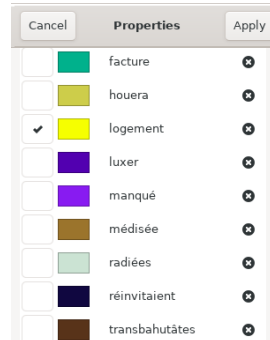 Cancel Properties Apply
facture
houera
logement
luxer
manqué
médisée
radiées
réinvitaient
transbahutâtes